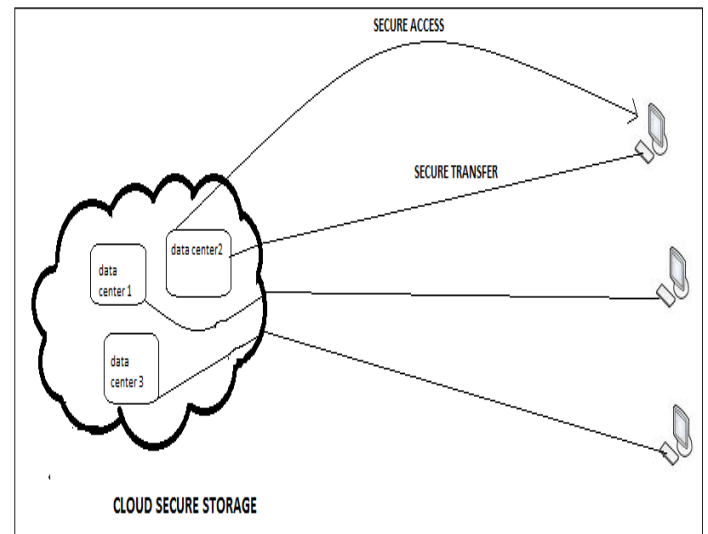 SECURE ACCESS
SECURE TRANSFER
data center2
data
center 1
data
center 3
CLOUD SECURE STORAGE